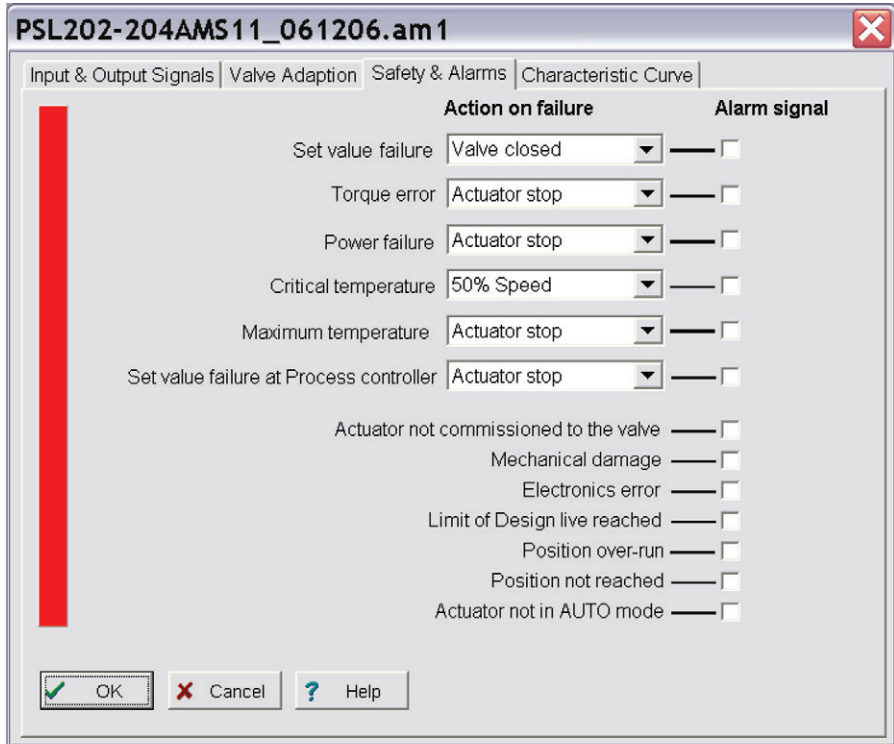 PSL202-204AMS11_061206.am1
Input & Output Signals Valve Adaption Safety & Alarms Characteristic Curve
Action on failure Alarm signal
Set value failure Valve closed
Torque error Actuator stop
Power failure Actuator stop
Critical temperature 50% Speed
Maximum temperature Actuator stop
Set value failure at Process controller Actuator stop
Actuator not commissioned to the valve
Mechanical damage
Electronics error
Limit of Design live reached
Position over-run
Position not reached
Actuator not in AUTO mode
OK Cancel ? Help